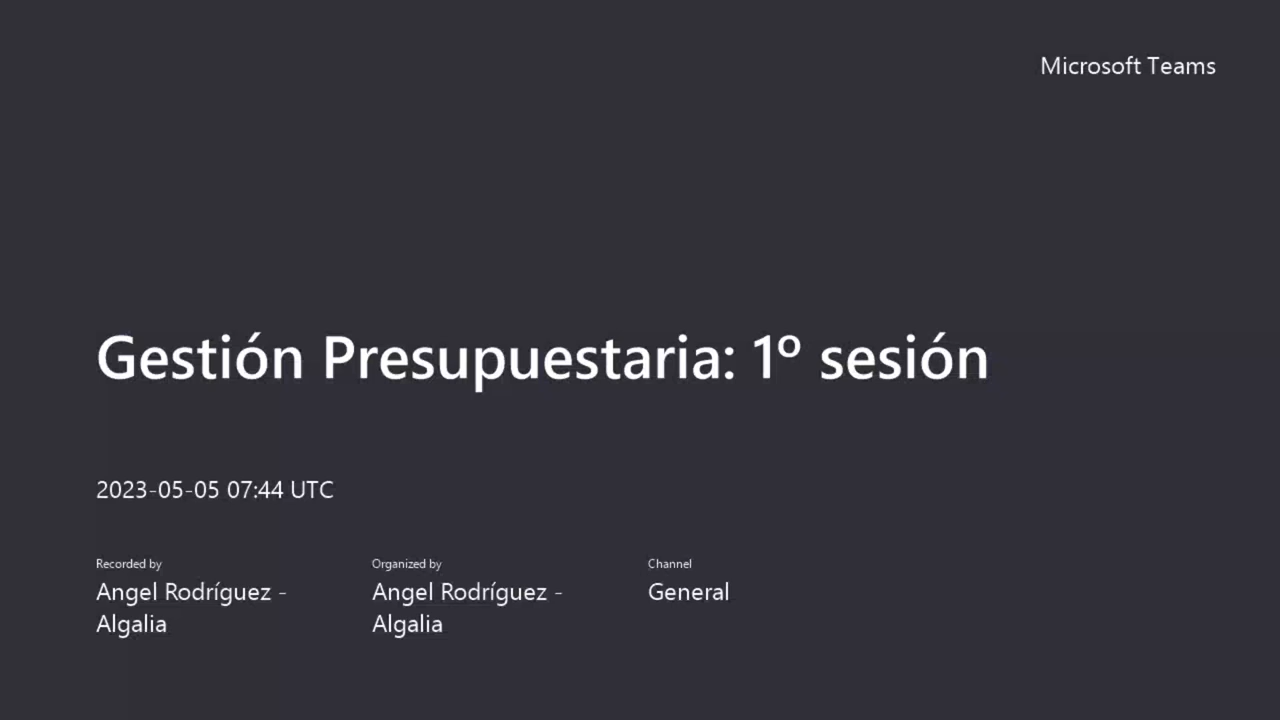 Microsoft Teams
Gestión Presupuestaria: 1º sesión
2023-05-05 07:44 UTC
Recorded by
Angel Rodríguez -
Algalia
Organized by
Angel Rodríguez -
Algalia
Channel
General